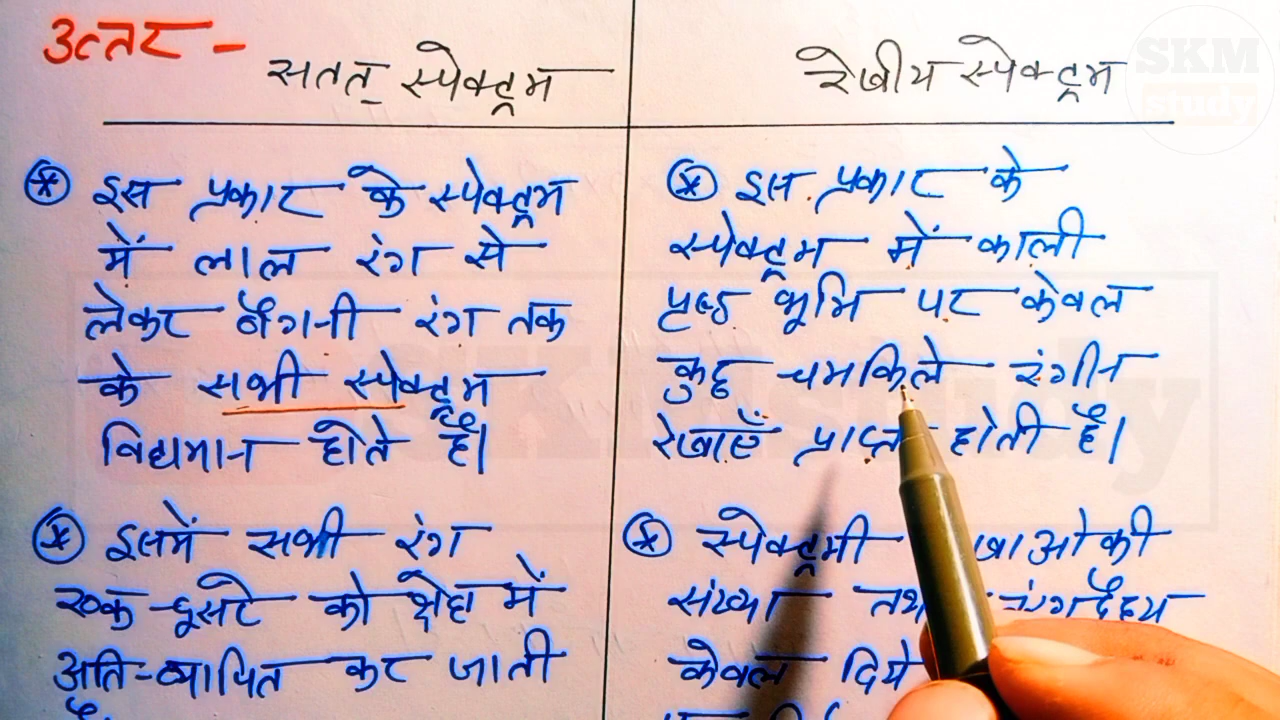 उत्तर -
सतत् स्पेक्ट्रम
रेखीय स्पेक्ट्रम
SKM
study
* इस प्रकार के स्पेक्ट्रम
में लाल रंग से
लेकर बैगनी रंग तक
के सभी स्पेक्ट्रम
विद्यमान होते है।
* इसमें सभी रंग
एक-दूसरे को क्षेत्र में
अति-व्यापित कर जाती
है
* इस प्रकार के
स्पेक्ट्रम में काली
पृष्ठ भूमि पर केवल
कुछ चमकिले रंगीन
रेखाएँ प्राप्त होती है।
* स्पेक्ट्रमी खाओ की
संख्या
केवल दिये